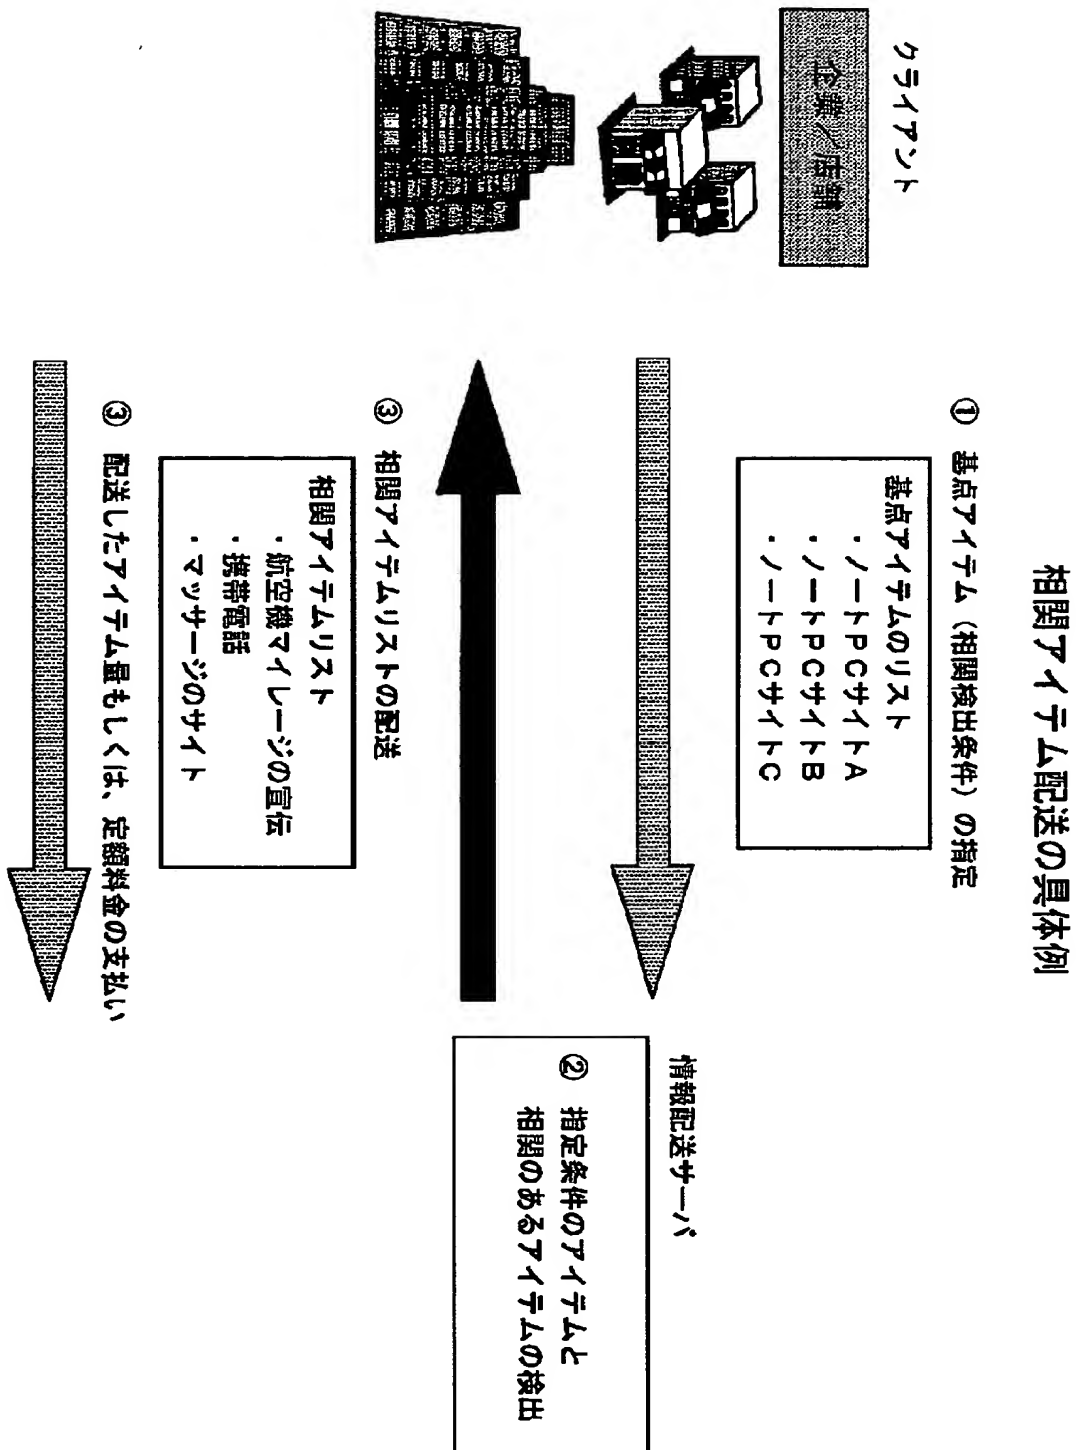 相関アイテム配送の具体例
クライアント
企業／店舗
① 基点アイテム（相関検出条件）の指定
基点アイテムのリスト
・ノートPCサイトA
・ノートPCサイトB
・ノートPCサイトC
情報配送サーバ
② 指定条件のアイテムと
相関のあるアイテムの検出
③ 相関アイテムリストの配送
相関アイテムリスト
・航空機マイレージの宣伝
・携帯電話
・マッサージのサイト
③ 配送したアイテム量もしくは、定額料金の支払い